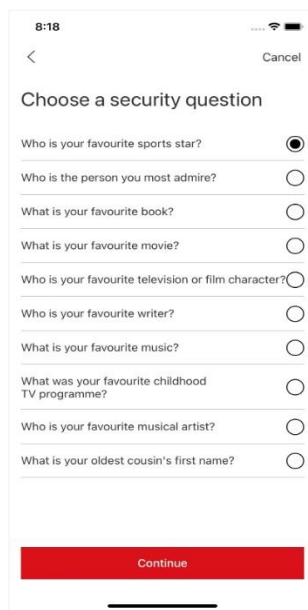 8:18
Cancel
Choose a security question
Who is your favourite sports star?
Who is the person you most admire?
What is your favourite book?
What is your favourite movie?
Who is your favourite television or film character?
Who is your favourite writer?
What is your favourite music?
What was your favourite childhood
TV programme?
Who is your favourite musical artist?
What is your oldest cousin's first name?
Continue